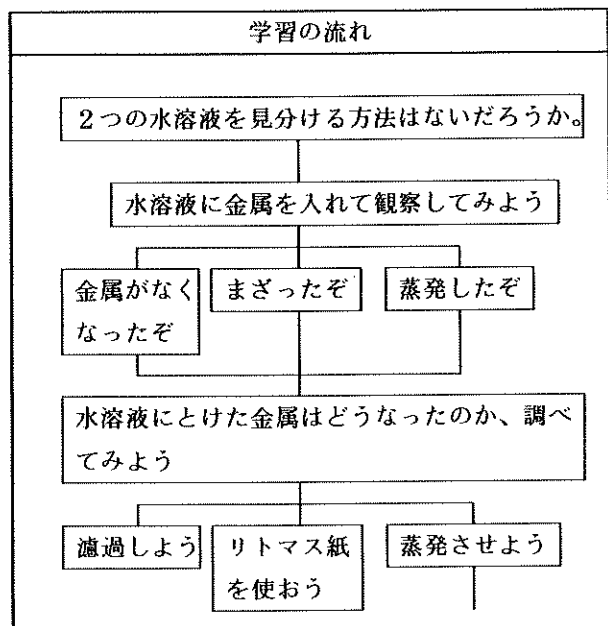 学習の流れ
2つの水溶液を見分ける方法はないだろうか。
水溶液に金属を入れて観察してみよう
金属がなく
なったぞ
まざったぞ
蒸発したぞ
水溶液にとけた金属はどうなったのか、調べ
てみよう
濾過しよう
リトマス紙
を使おう
蒸発させよう